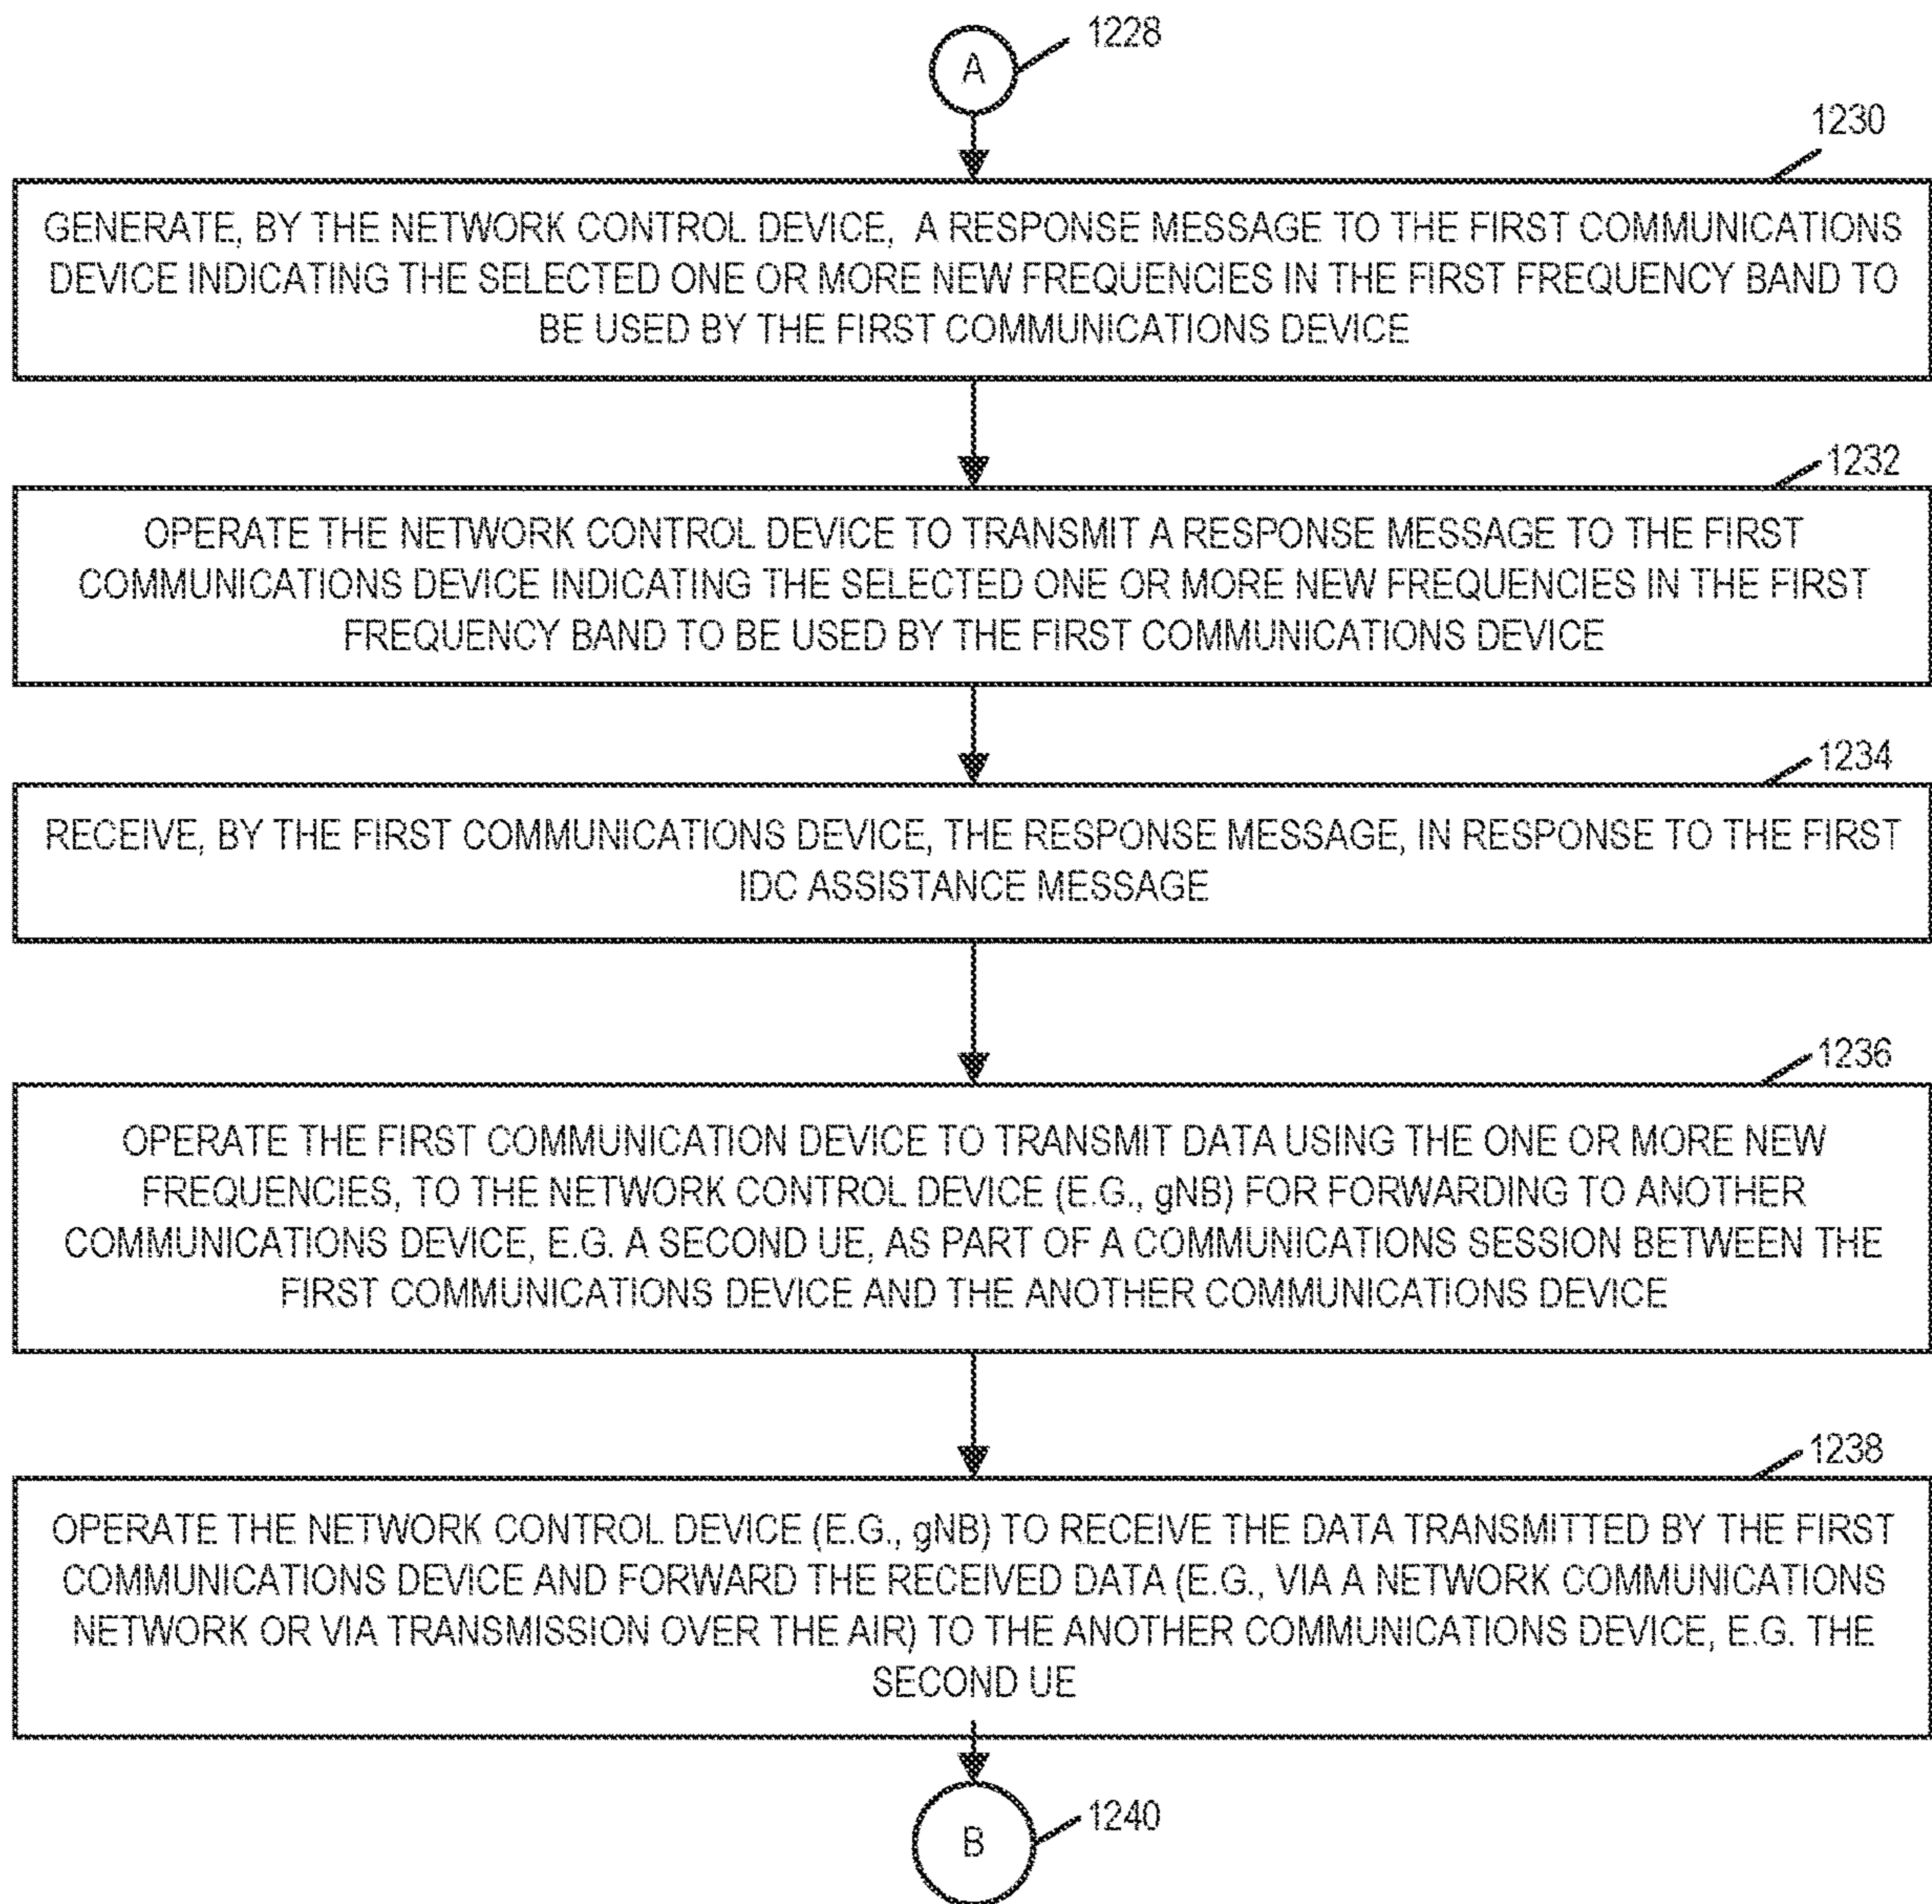 A
1228
1230
GENERATE, BY THE NETWORK CONTROL DEVICE, A RESPONSE MESSAGE TO THE FIRST COMMUNICATIONS
DEVICE INDICATING THE SELECTED ONE OR MORE NEW FREQUENCIES IN THE FIRST FREQUENCY BAND TO
BE USED BY THE FIRST COMMUNICATIONS DEVICE
1232
OPERATE THE NETWORK CONTROL DEVICE TO TRANSMIT A RESPONSE MESSAGE TO THE FIRST
COMMUNICATIONS DEVICE INDICATING THE SELECTED ONE OR MORE NEW FREQUENCIES IN THE FIRST
FREQUENCY BAND TO BE USED BY THE FIRST COMMUNICATIONS DEVICE
1234
RECEIVE, BY THE FIRST COMMUNICATIONS DEVICE, THE RESPONSE MESSAGE, IN RESPONSE TO THE FIRST
IDC ASSISTANCE MESSAGE
1236
OPERATE THE FIRST COMMUNICATION DEVICE TO TRANSMIT DATA USING THE ONE OR MORE NEW
FREQUENCIES, TO THE NETWORK CONTROL DEVICE (E.G., gNB) FOR FORWARDING TO ANOTHER
COMMUNICATIONS DEVICE, E.G. A SECOND UE, AS PART OF A COMMUNICATIONS SESSION BETWEEN THE
FIRST COMMUNICATIONS DEVICE AND THE ANOTHER COMMUNICATIONS DEVICE
1238
OPERATE THE NETWORK CONTROL DEVICE (E.G., gNB) TO RECEIVE THE DATA TRANSMITTED BY THE FIRST
COMMUNICATIONS DEVICE AND FORWARD THE RECEIVED DATA (E.G., VIA A NETWORK COMMUNICATIONS
NETWORK OR VIA TRANSMISSION OVER THE AIR) TO THE ANOTHER COMMUNICATIONS DEVICE, E.G. THE
SECOND UE
B
1240